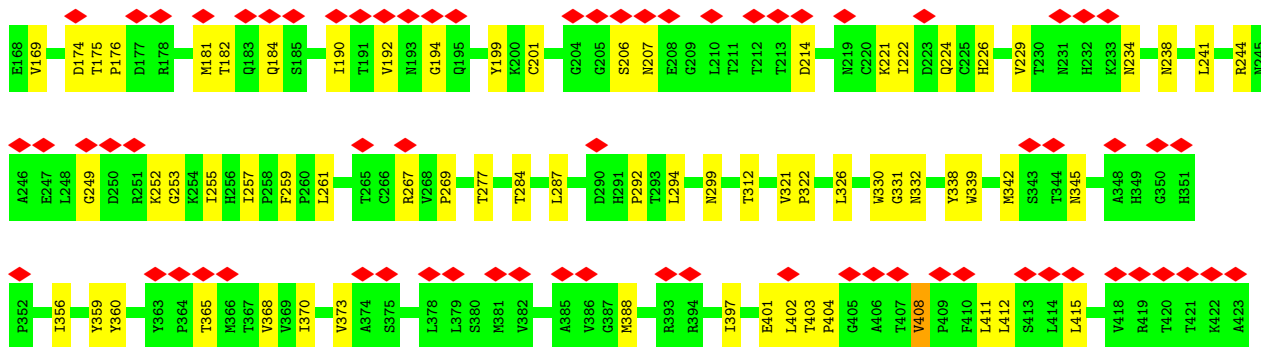 E168 V169 D174 T175 P176 D177 R178 M181 T182 Q183 Q184 S185 I190 T191 V192 N193 G194 Q195 Y199 K200 C201 G204 G205 S206 N207 E208 G209 L210 T211 T212 T213 D214 N219 C220 K221 I222 D223 Q224 C225 H226 V229 T230 N231 H232 K233 N234 N238 L241 R244 N245
A246 E247 L248 G249 D250 R251 K252 G253 K254 I255 H256 I257 P258 F259 P260 L261 T265 C266 R267 V268 P269 T277 T284 L287 D290 H291 P292 T293 L294 N299 T312 V321 P322 L326 W330 G331 N332 Y338 W339 M342 S343 T344 N345 A348 H349 G350 H351
P352 I356 Y359 Y360 Y363 P364 T365 M366 T367 V368 V369 I370 V373 A374 S375 L378 L379 S380 M381 V382 A385 V386 G387 M388 R393 R394 I397 E401 L402 T403 P404 G405 A406 T407 V408 P409 F410 L411 L412 S413 L414 L415 V418 R419 T420 T421 K422 A423